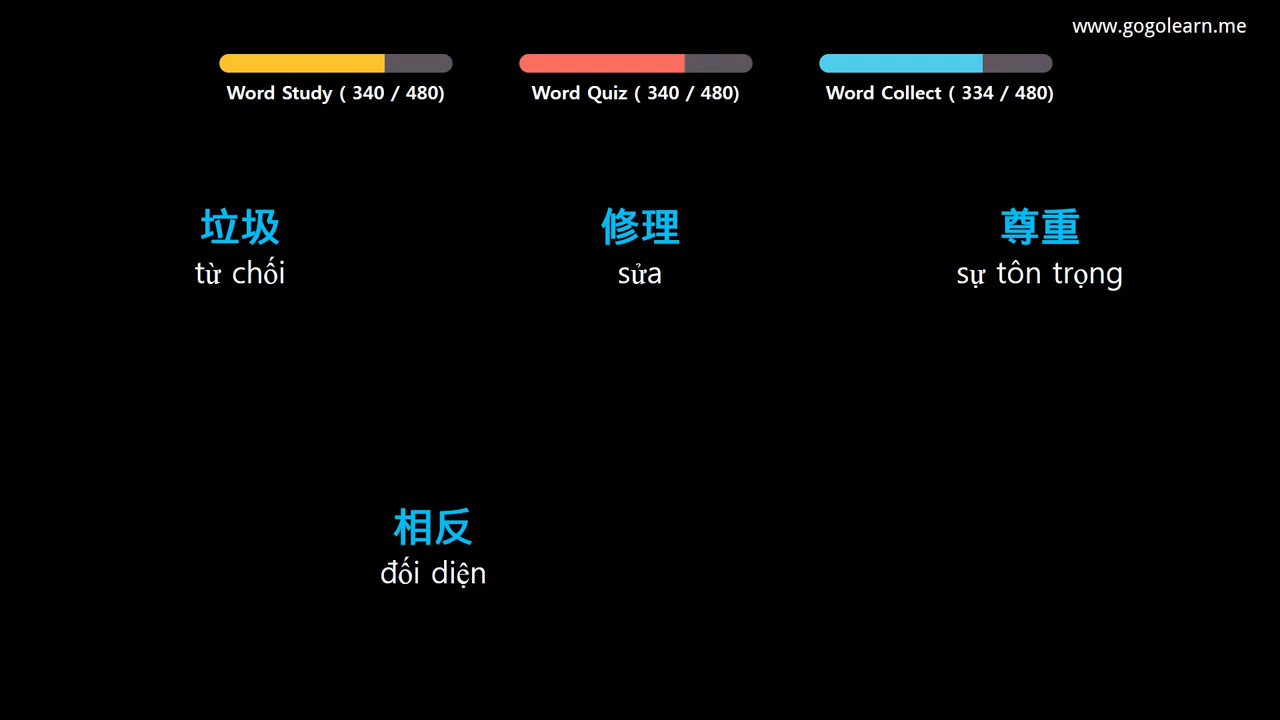 www.gogolearn.me
Word Study ( 340 / 480)
Word Quiz ( 340 / 480)
Word Collect ( 334 / 480)
垃圾
từ chối
修理
sửa
尊重
sự tôn trọng
相反
đối diện